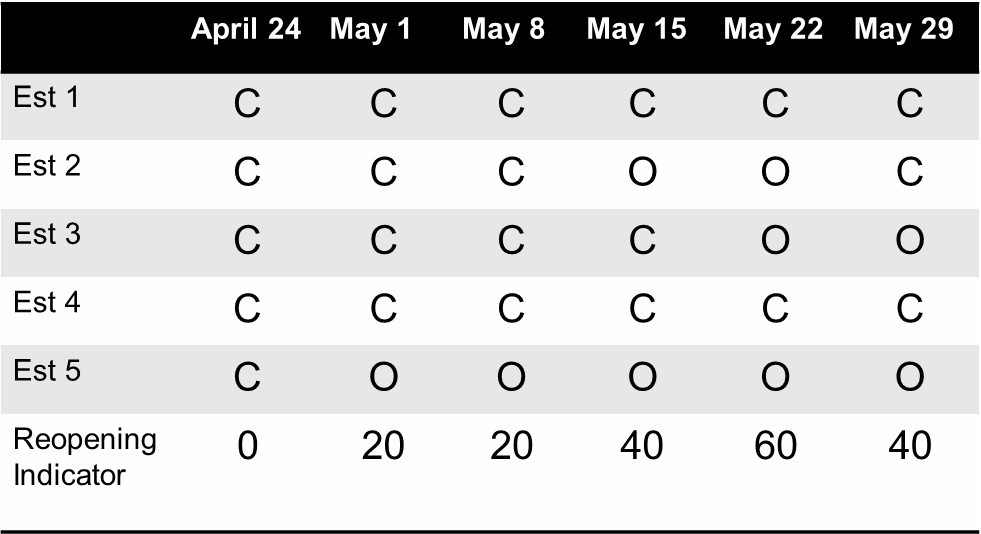 April 24 May 1 May 8 May 15 May 22 May 29
Est 1 C C C C C C
Est 2 C C C O O C
Est 3 C C C C O O
Est 4 C C C C C C
Est 5 C O O O O O
Reopening
Indicator 0 20 20 40 60 40